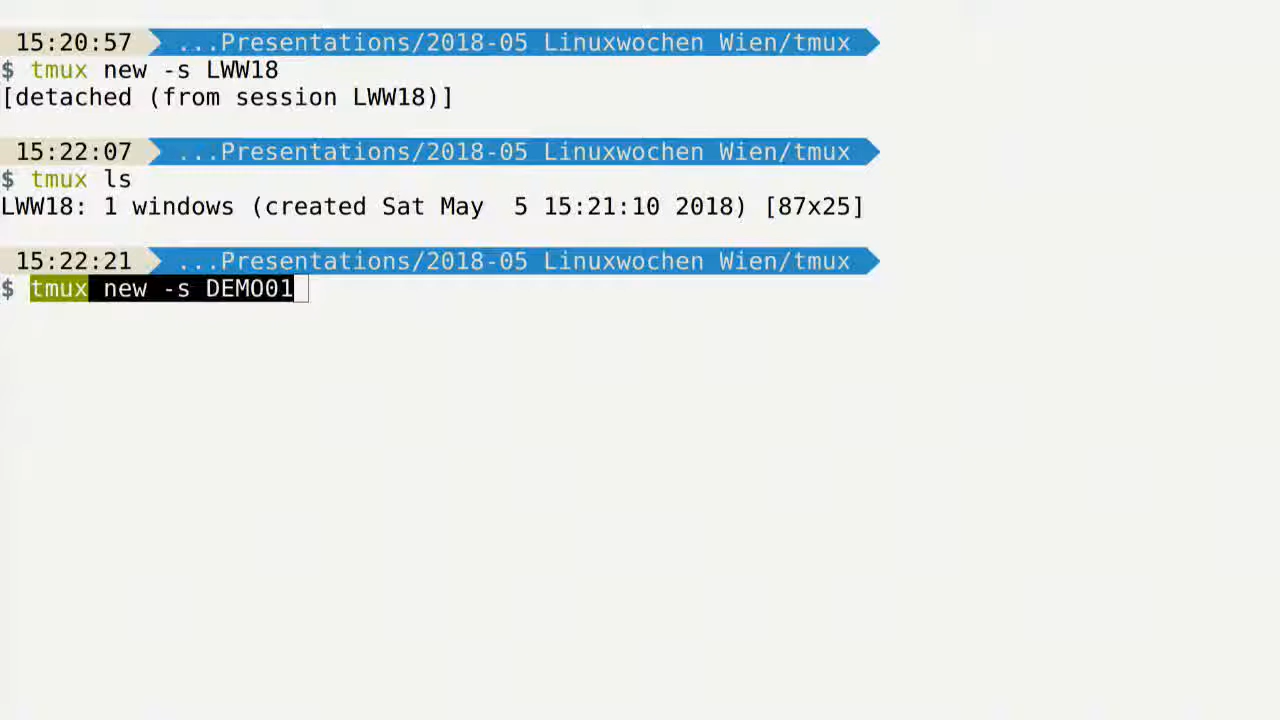 15:20:57 ...Presentations/2018-05 Linuxwochen Wien/tmux
$ tmux new -s LWW18
[detached (from session LWW18)]
15:22:07 ...Presentations/2018-05 Linuxwochen Wien/tmux
$ tmux ls
LWW18: 1 windows (created Sat May  5 15:21:10 2018) [87x25]
15:22:21 ...Presentations/2018-05 Linuxwochen Wien/tmux
$ tmux new -s DEMO01